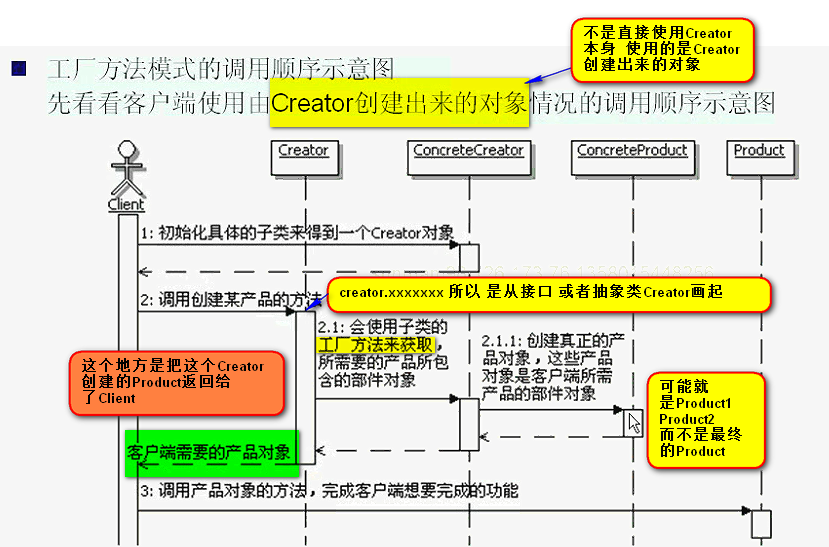 不是直接使用Creator
本身 使用的是Creator
创建出来的对象
工厂方法模式的调用顺序示意图
先看看客户端使用由Creator创建出来的对象情况的调用顺序示意图
Client
Creator
ConcreteCreator
ConcreteProduct
Product
1: 初始化具体的子类来得到一个Creator对象
2: 调用创建某产品的方法
creator.xxxxxxx 所以 是从接口 或者抽象类Creator画起
2.1: 会使用子类的
工厂方法来获取，
所需要的产品所包
含的部件对象
2.1.1: 创建真正的产
品对象，这些产品
对象是客户端所需
产品的部件对象
这个地方是把这个Creator
创建的Product返回给
了Client
可能就
是Product1
Product2
而不是最终
的Product
客户端需要的产品对象
3: 调用产品对象的方法，完成客户端想要完成的功能